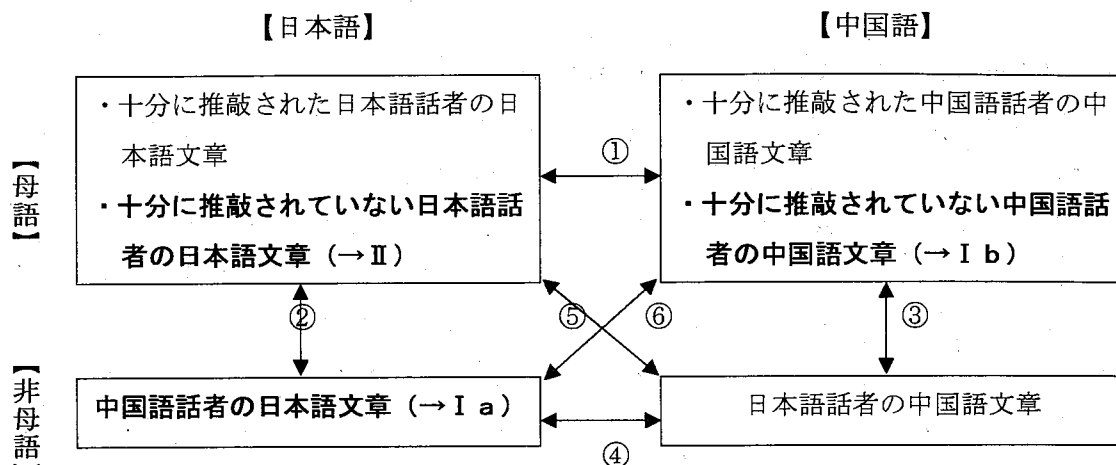 【日本語】
【中国語】
【母語】
・十分に推敲された日本語話者の日
本語文章
・十分に推敲されていない日本語話
者の日本語文章（→Ⅱ）
①
・十分に推敲された中国語話者の中
国語文章
・十分に推敲されていない中国語話
者の中国語文章（→Ⅰb）
②
⑤
⑥
③
【非母語】
中国語話者の日本語文章（→Ⅰa）
日本語話者の中国語文章
④